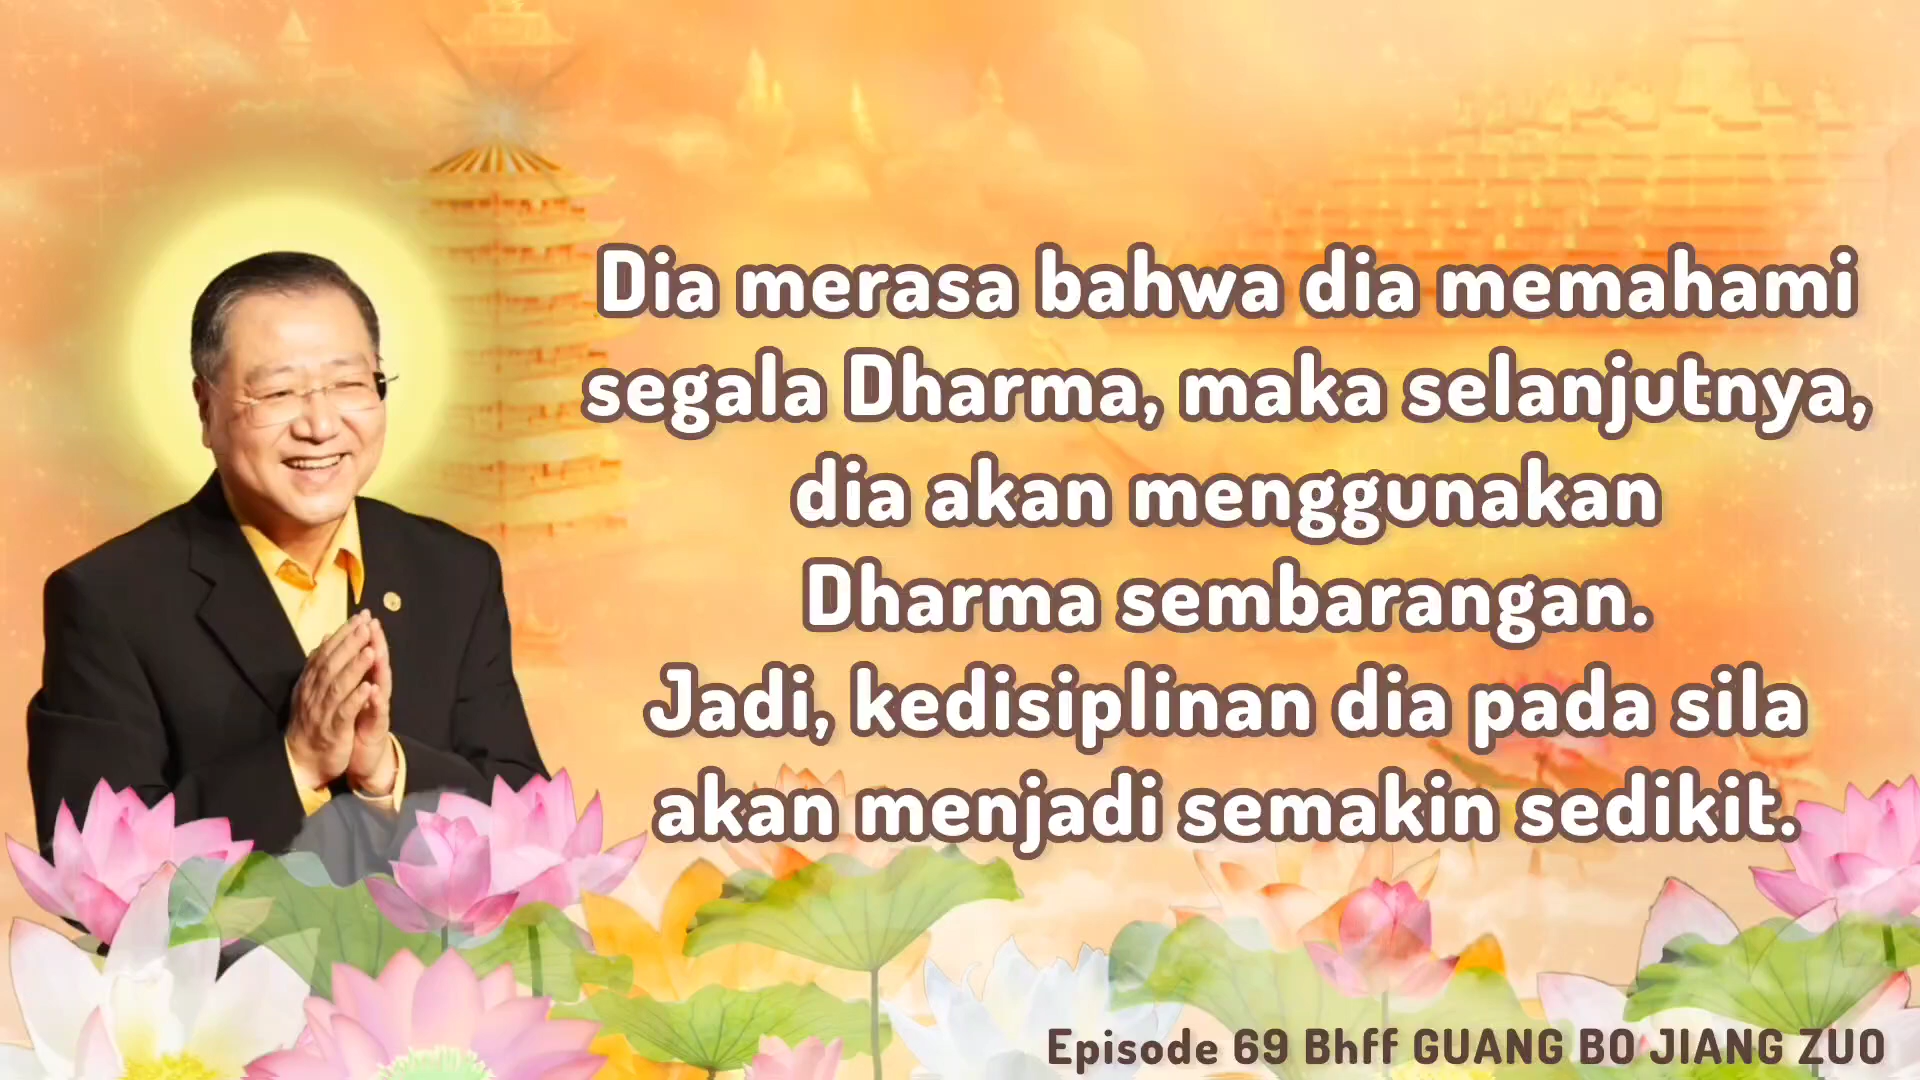 Dia merasa bahwa dia memahami
segala Dharma, maka selanjutnya,
dia akan menggunakan
Dharma sembarangan.
Jadi, kedisiplinan dia pada sila
akan menjadi semakin sedikit.
Episode 69 Bhff GUANG BO JIANG ZUO